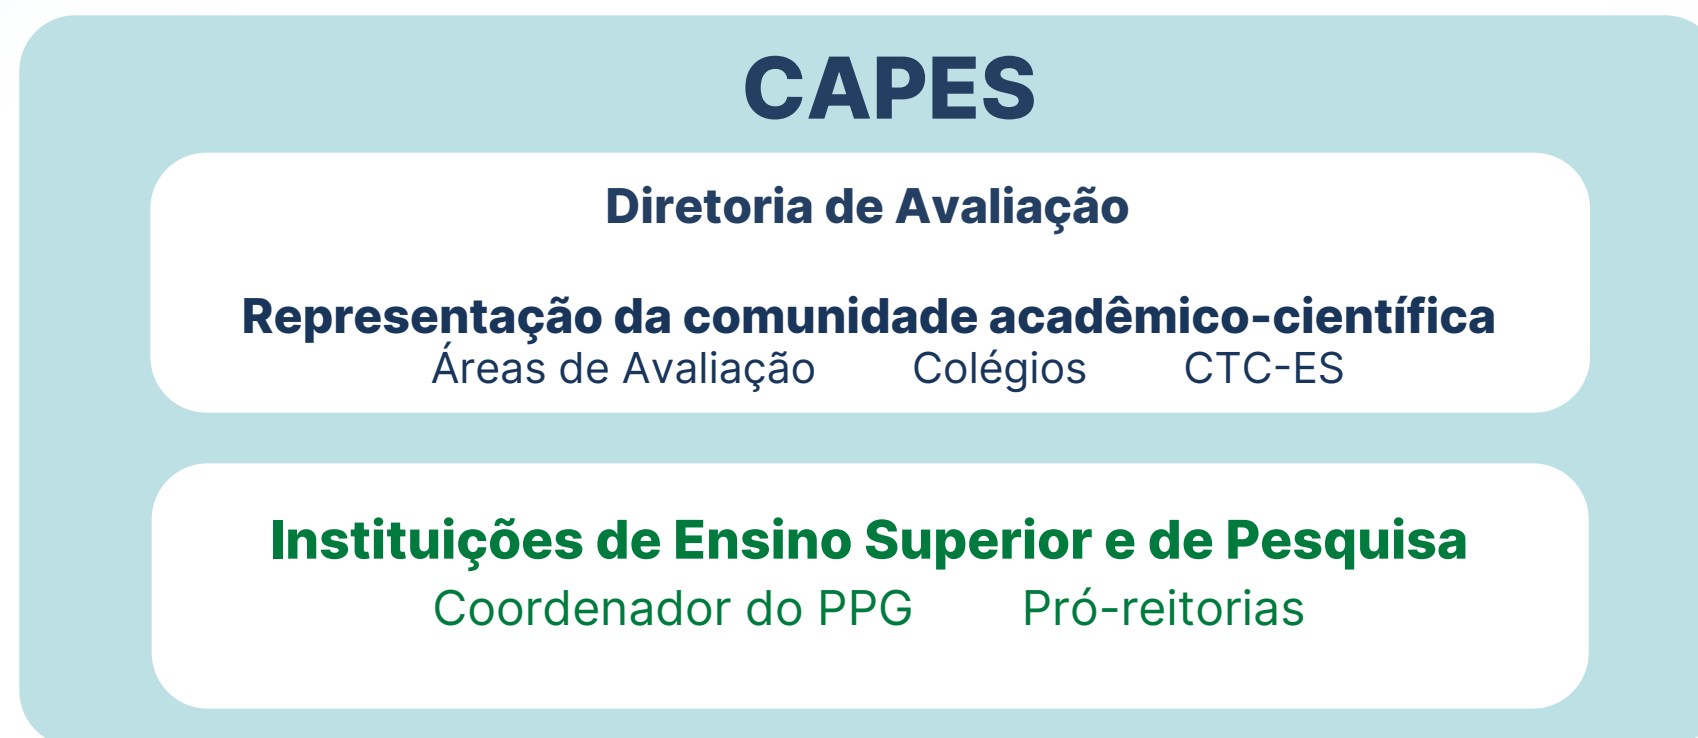 CAPES
Diretoria de Avaliação
Representação da comunidade acadêmico-científica
Áreas de Avaliação Colégios CTC-ES
Instituições de Ensino Superior e de Pesquisa
Coordenador do PPG Pró-reitorias